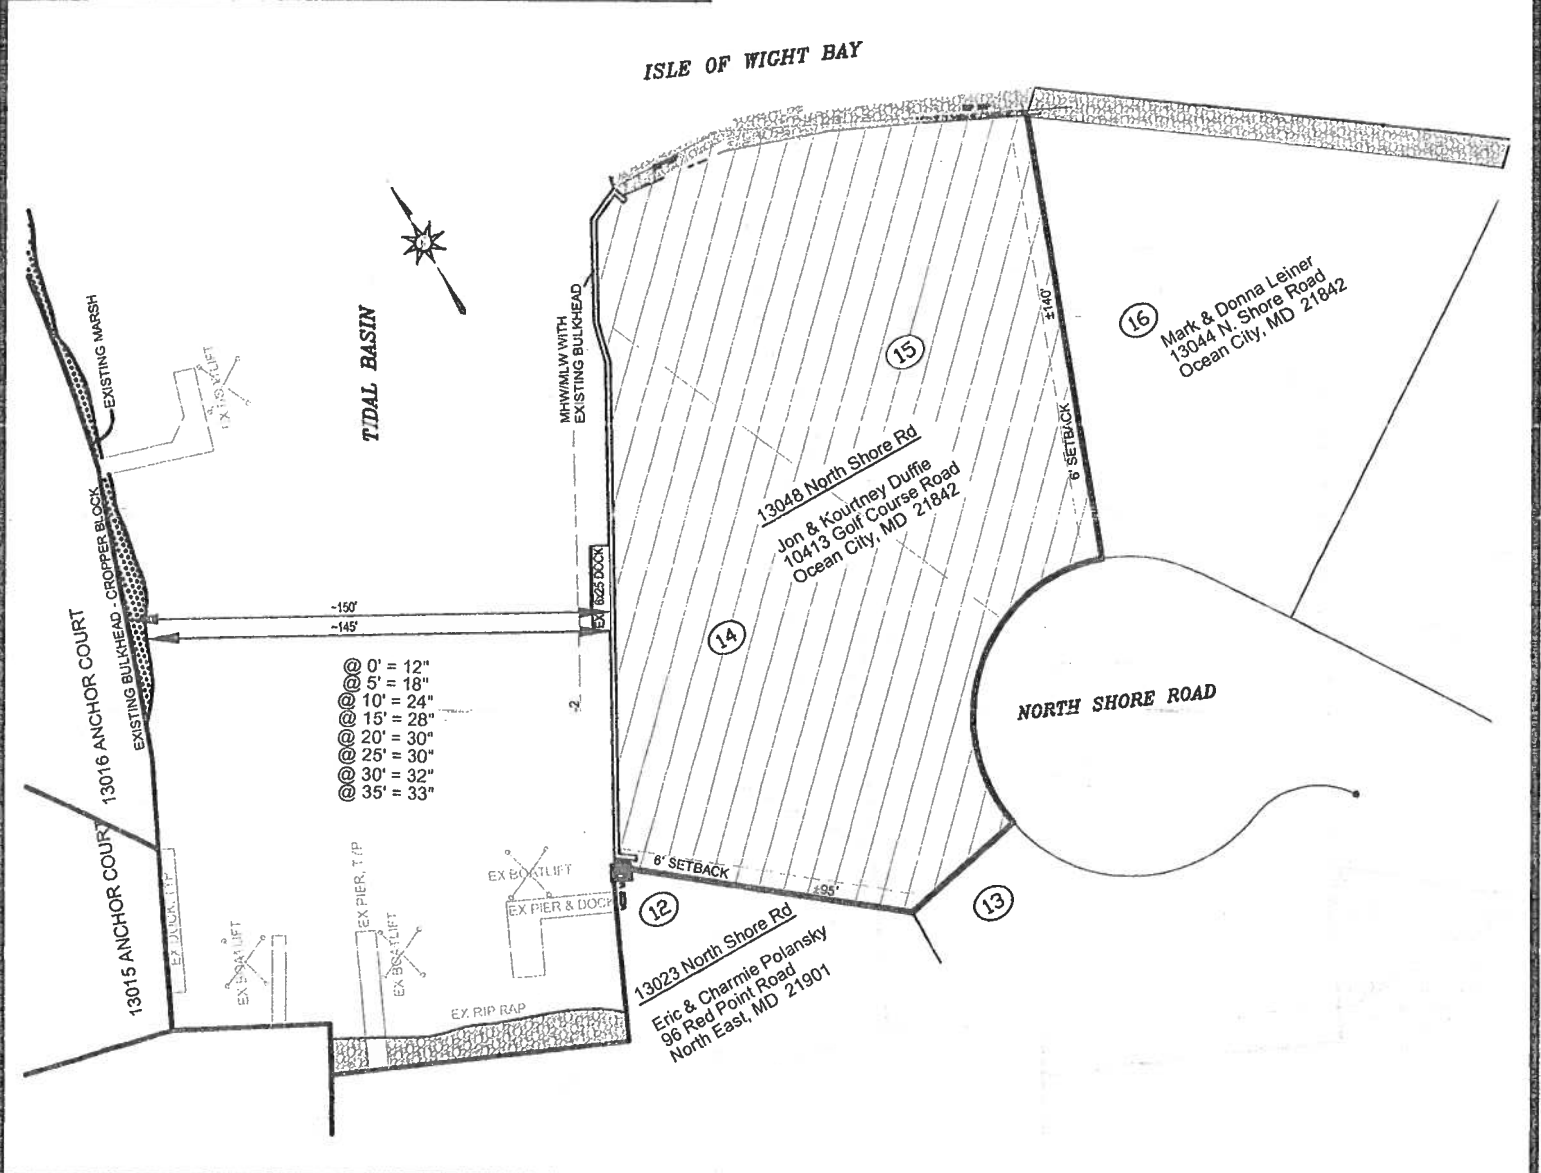 ISLE OF WIGHT BAY
EXISTING MARSH
EX BOATLIFT
TIDAL BASIN
MHW/MLW WITH
EXISTING BULKHEAD
±140'
16
Mark & Donna Leiner
13044 N. Shore Road
Ocean City, MD 21842
15
6' SETBACK
13048 North Shore Rd
Jon & Kourtney Duffie
10413 Golf Course Road
Ocean City, MD 21842
EXISTING BULKHEAD - CROPPER BLOCK
13016 ANCHOR COURT
~150'
~145'
EX 6x25 DOCK
14
@ 0' = 12"
@ 5' = 18"
@ 10' = 24"
@ 15' = 28"
@ 20' = 30"
@ 25' = 30"
@ 30' = 32"
@ 35' = 33"
-2
NORTH SHORE ROAD
13015 ANCHOR COURT
EX DOCK, TYP
EX BOATLIFT
EX PIER, TYP
EX BOATLIFT
EX BOATLIFT
EX PIER & DOCK
6' SETBACK
±95'
12
13
13023 North Shore Rd
Eric & Charmie Polansky
96 Red Point Road
North East, MD 21901
EX RIP RAP